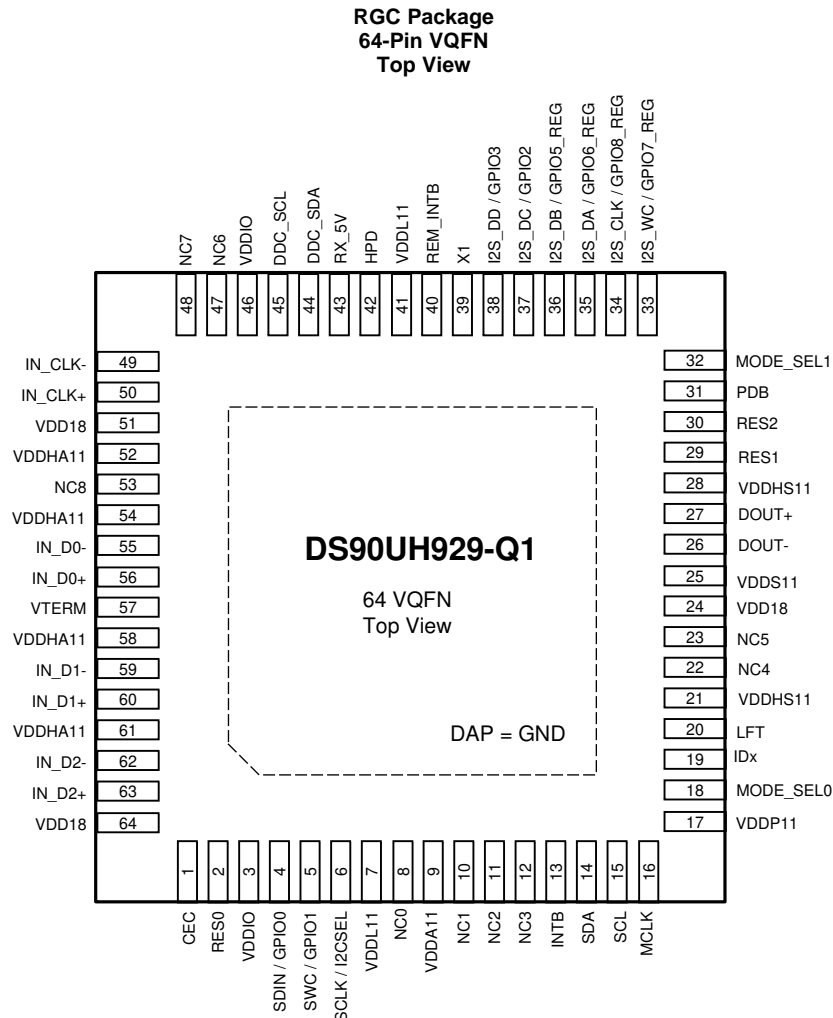 RGC Package
64-Pin VQFN
Top View
NC7
NC6
VDDIO
DDC_SCL
DDC_SDA
RX_5V
HPD
VDDL11
REM_INTB
X1
I2S_DD / GPIO3
I2S_DC / GPIO2
I2S_DB / GPIO5_REG
I2S_DA / GPIO6_REG
I2S_CLK / GPIO8_REG
I2S_WC / GPIO7_REG
48
47
46
45
44
43
42
41
40
39
38
37
36
35
34
33
IN_CLK- 49
IN_CLK+ 50
VDD18 51
VDDHA11 52
NC8 53
VDDHA11 54
IN_D0- 55
IN_D0+ 56
VTERM 57
VDDHA11 58
IN_D1- 59
IN_D1+ 60
VDDHA11 61
IN_D2- 62
IN_D2+ 63
VDD18 64
DS90UH929-Q1
64 VQFN
Top View
DAP = GND
32 MODE_SEL1
31 PDB
30 RES2
29 RES1
28 VDDHS11
27 DOUT+
26 DOUT-
25 VDDS11
24 VDD18
23 NC5
22 NC4
21 VDDHS11
20 LFT
19 IDx
18 MODE_SEL0
17 VDDP11
1
2
3
4
5
6
7
8
9
10
11
12
13
14
15
16
CEC
RES0
VDDIO
SDIN / GPIO0
SWC / GPIO1
SCLK / I2CSEL
VDDL11
NC0
VDDA11
NC1
NC2
NC3
INTB
SDA
SCL
MCLK